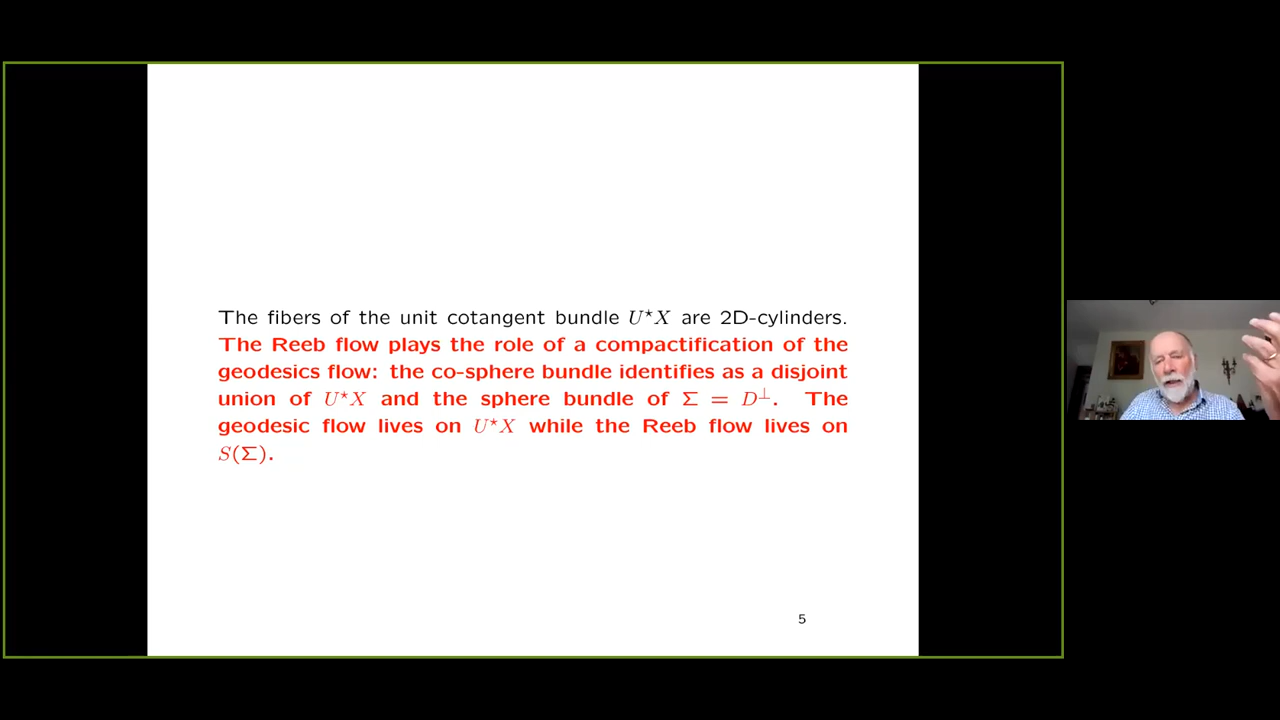 The fibers of the unit cotangent bundle U⋆X are 2D-cylinders.
The Reeb flow plays the role of a compactification of the
geodesics flow: the co-sphere bundle identifies as a disjoint
union of U⋆X and the sphere bundle of Σ = D⊥. The
geodesic flow lives on U⋆X while the Reeb flow lives on
S(Σ).
5